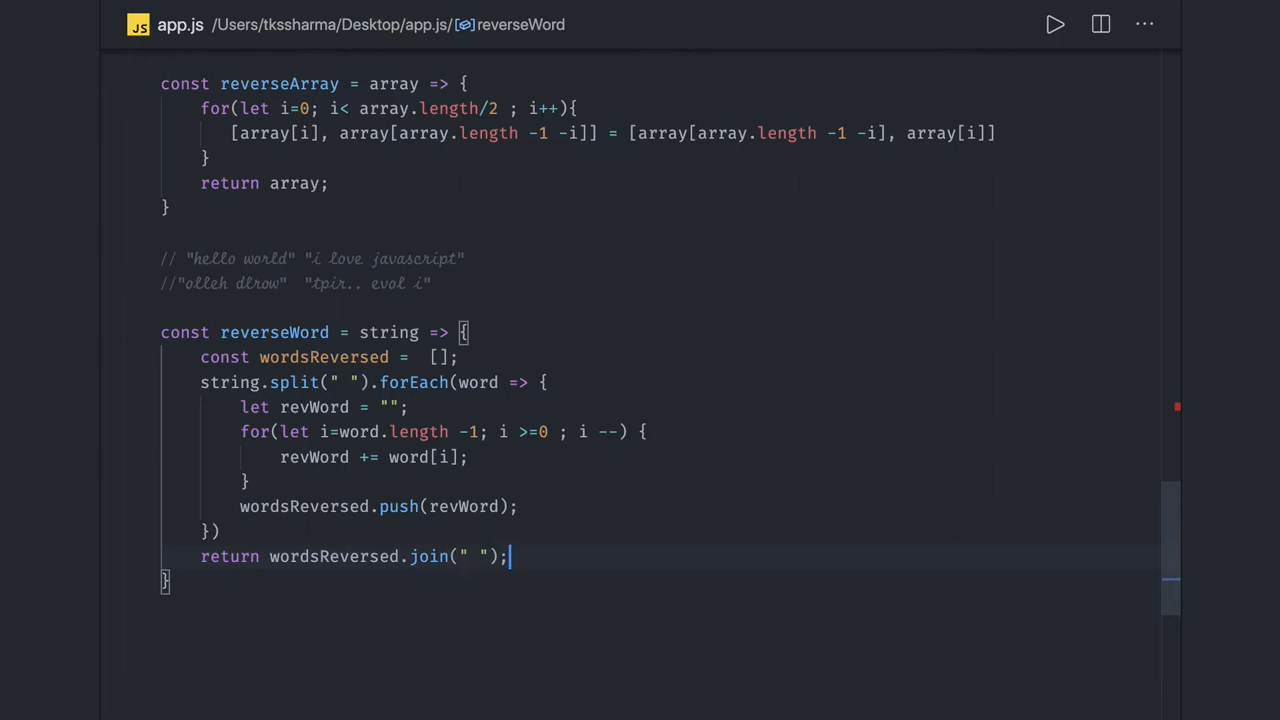 JS app.js /Users/tkssharma/Desktop/app.js/reverseWord
const reverseArray = array => {
for(let i=0; i< array.length/2 ; i++){
[array[i], array[array.length -1 -i]] = [array[array.length -1 -i], array[i]]
}
return array;
}
// "hello world" "i love javascript"
//"olleh dlrow"  "tpir.. evol i"
const reverseWord = string => {
const wordsReversed =  [];
string.split(" ").forEach(word => {
let revWord = "";
for(let i=word.length -1; i >=0 ; i --) {
revWord += word[i];
}
wordsReversed.push(revWord);
})
return wordsReversed.join(" ");
}